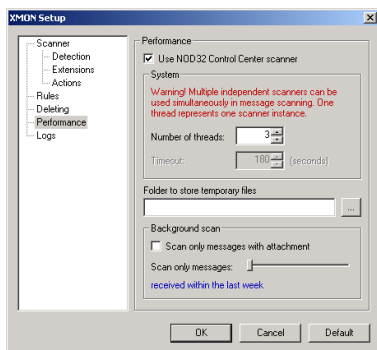 XMON Setup
Scanner
Detection
Extensions
Actions
Rules
Deleting
Performance
Logs
Performance
Use NOD32 Control Center scanner
System
Warning! Multiple independent scanners can be
used simultaneously in message scanning. One
thread represents one scanner instance.
Number of threads: 3
Timeout: 180 (seconds)
Folder to store temporary files
...
Background scan
Scan only messages with attachment
Scan only messages:
received within the last week
OK Cancel Default